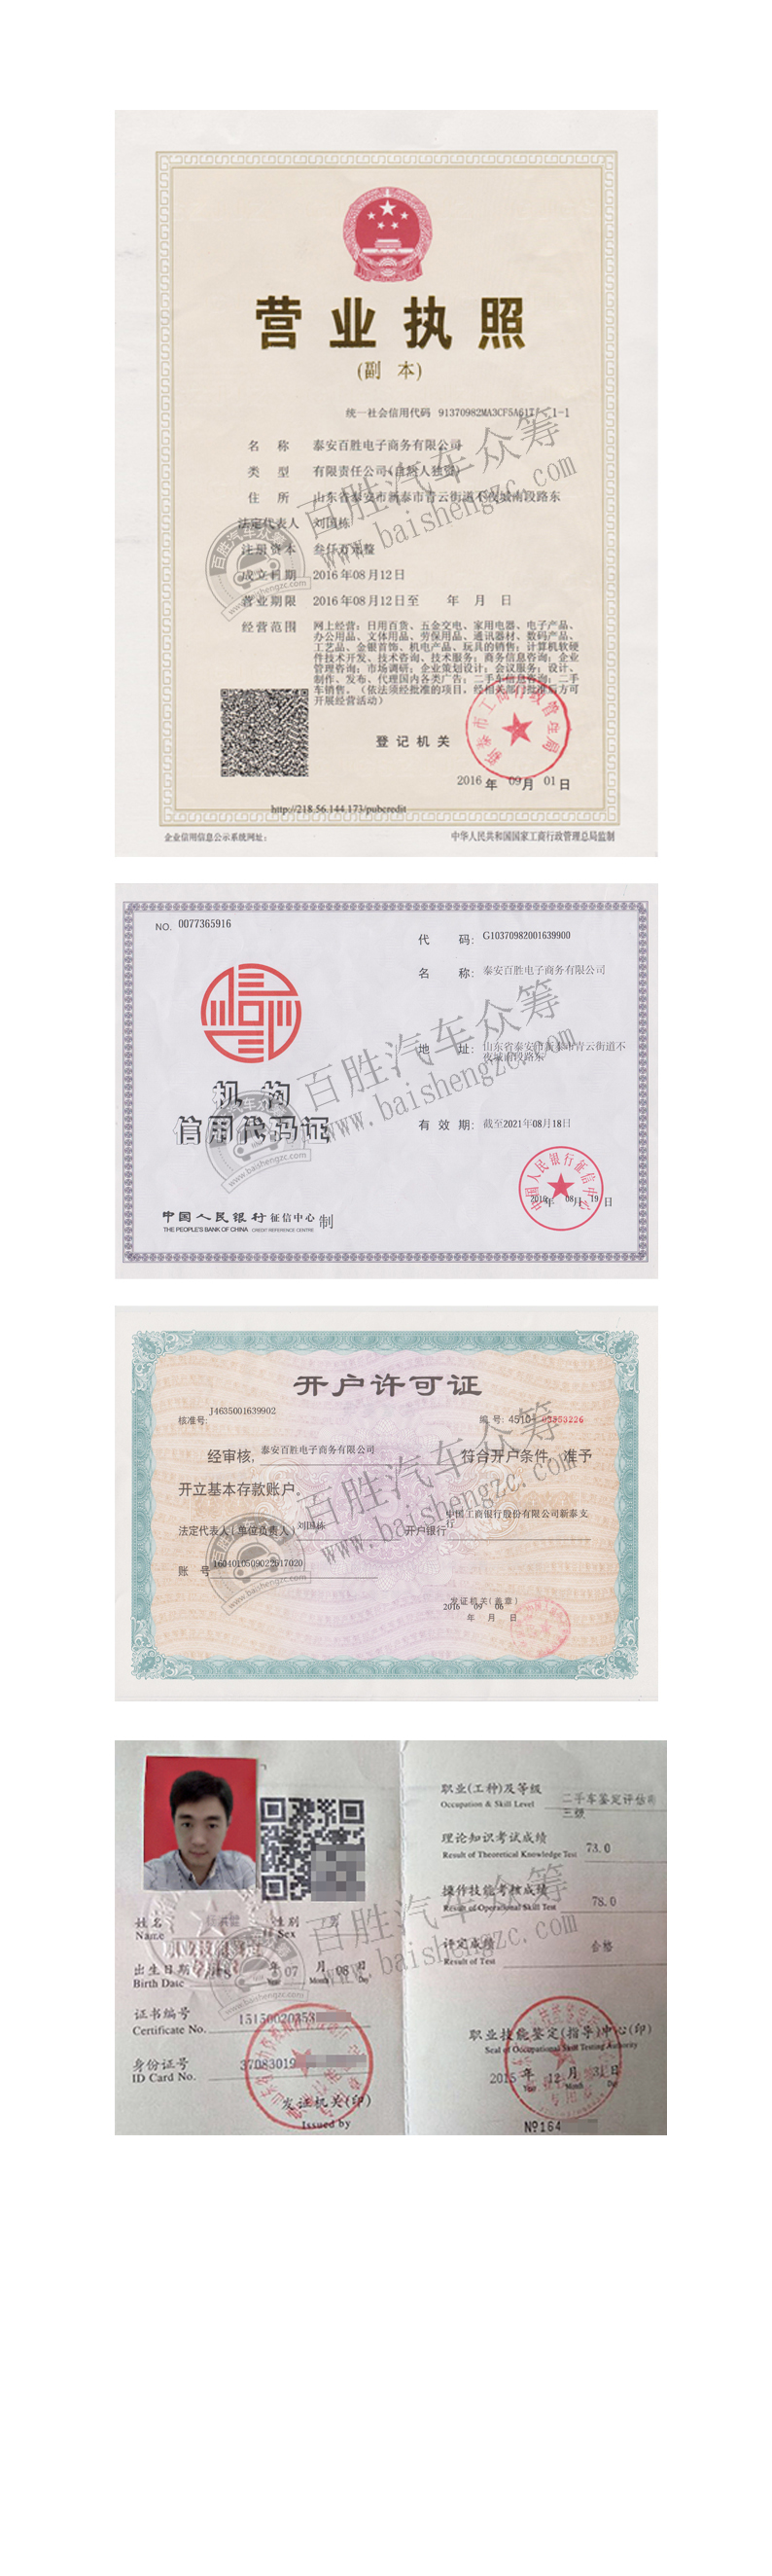 营业执照
(副 本)
统一社会信用代码 91370982MA3CF5A61T 1-1
名 称 泰安百胜电子商务有限公司
类 型 有限责任公司(自然人独资)
住 所 山东省泰安市新泰市青云街道不夜城南段路东
法定代表人 刘国栋
注册资本 叁仟万元整
成立日期 2016年08月12日
营业期限 2016年08月12日至 年 月 日
经营范围 网上经营：日用百货、五金交电、家用电器、电子产品、
办公用品、文体用品、劳保用品、通讯器材、数码产品、
工艺品、金银首饰、机电产品、玩具的销售；计算机软硬
件技术开发、技术咨询、技术服务；商务信息咨询；企业
管理咨询；市场调研；企业策划设计；会议服务；设计、
制作、发布、代理国内各类广告；二手车信息咨询；二手
车销售。（依法须经批准的项目，经相关部门批准后方可
开展经营活动）
登记机关
新泰市工商行政管理局
2016 年 09月 01日
http://218.56.144.173/pubcredit
企业信用信息公示系统网址：
中华人民共和国国家工商行政管理总局监制
百胜汽车众筹
www.baishengzc.com
NO. 0077365916
代 码: G10370982001639900
名 称: 泰安百胜电子商务有限公司
地 址: 山东省泰安市新泰市青云街道不
夜城南段路东
机 构
信用代码证
有 效 期: 截至2021年08月18日
中国人民银行征信中心
2016年 08月 19日
中国人民银行征信中心 制
THE PEOPLE'S BANK OF CHINA CREDIT REFERENCE CENTRE
百胜汽车众筹
www.baishengzc.com
开户许可证
核准号: J4635001639902
编 号: 4510-
经审核, 泰安百胜电子商务有限公司 符合开户条件，准予
开立基本存款账户。
法定代表人(单位负责人) 刘国栋 开户银行 中国工商银行股份有限公司新泰支
行
账 号 1604010509022617020
发证机关(盖章)
2016 09 06
年 月 日
百胜汽车众筹
www.baishengzc.com
姓名
Name
性别 男
Sex
出生日期 年 07 月 08 日
Birth Date Year Month Day
证书编号
Certificate No. 15150020353
身份证号 37083019
ID Card No.
发证机关(印)
Issued by
职业(工种)及等级 二手车鉴定评估师
Occupation & Skill Level 三级
理论知识考试成绩 73.0
Result of Theoretical Knowledge Test
操作技能考核成绩 78.0
Result of Operational Skill Test
评定成绩 合格
Result of Test
职业技能鉴定(指导)中心(印)
Seal of Occupational Skill Testing Authority
2015 年 12 月 31 日
Year Month Day
№164
百胜汽车众筹
www.baishengzc.com